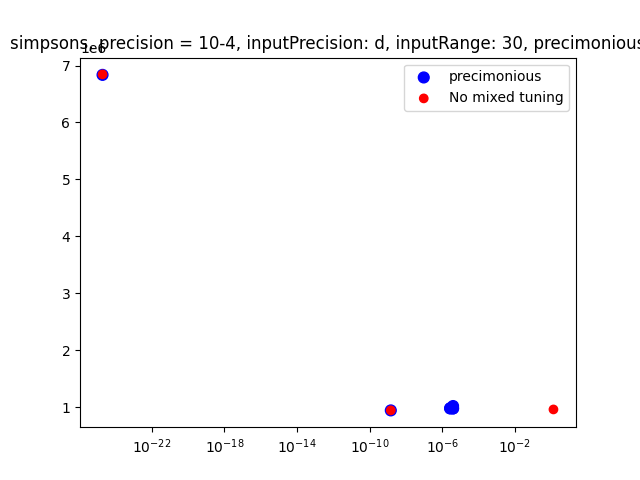 simpsons, precision = 10-4, inputPrecision: d, inputRange: 30, precimonious
1e6
precimonious
No mixed tuning
7
6
5
4
3
2
1
10⁻²² 10⁻¹⁸ 10⁻¹⁴ 10⁻¹⁰ 10⁻⁶ 10⁻²